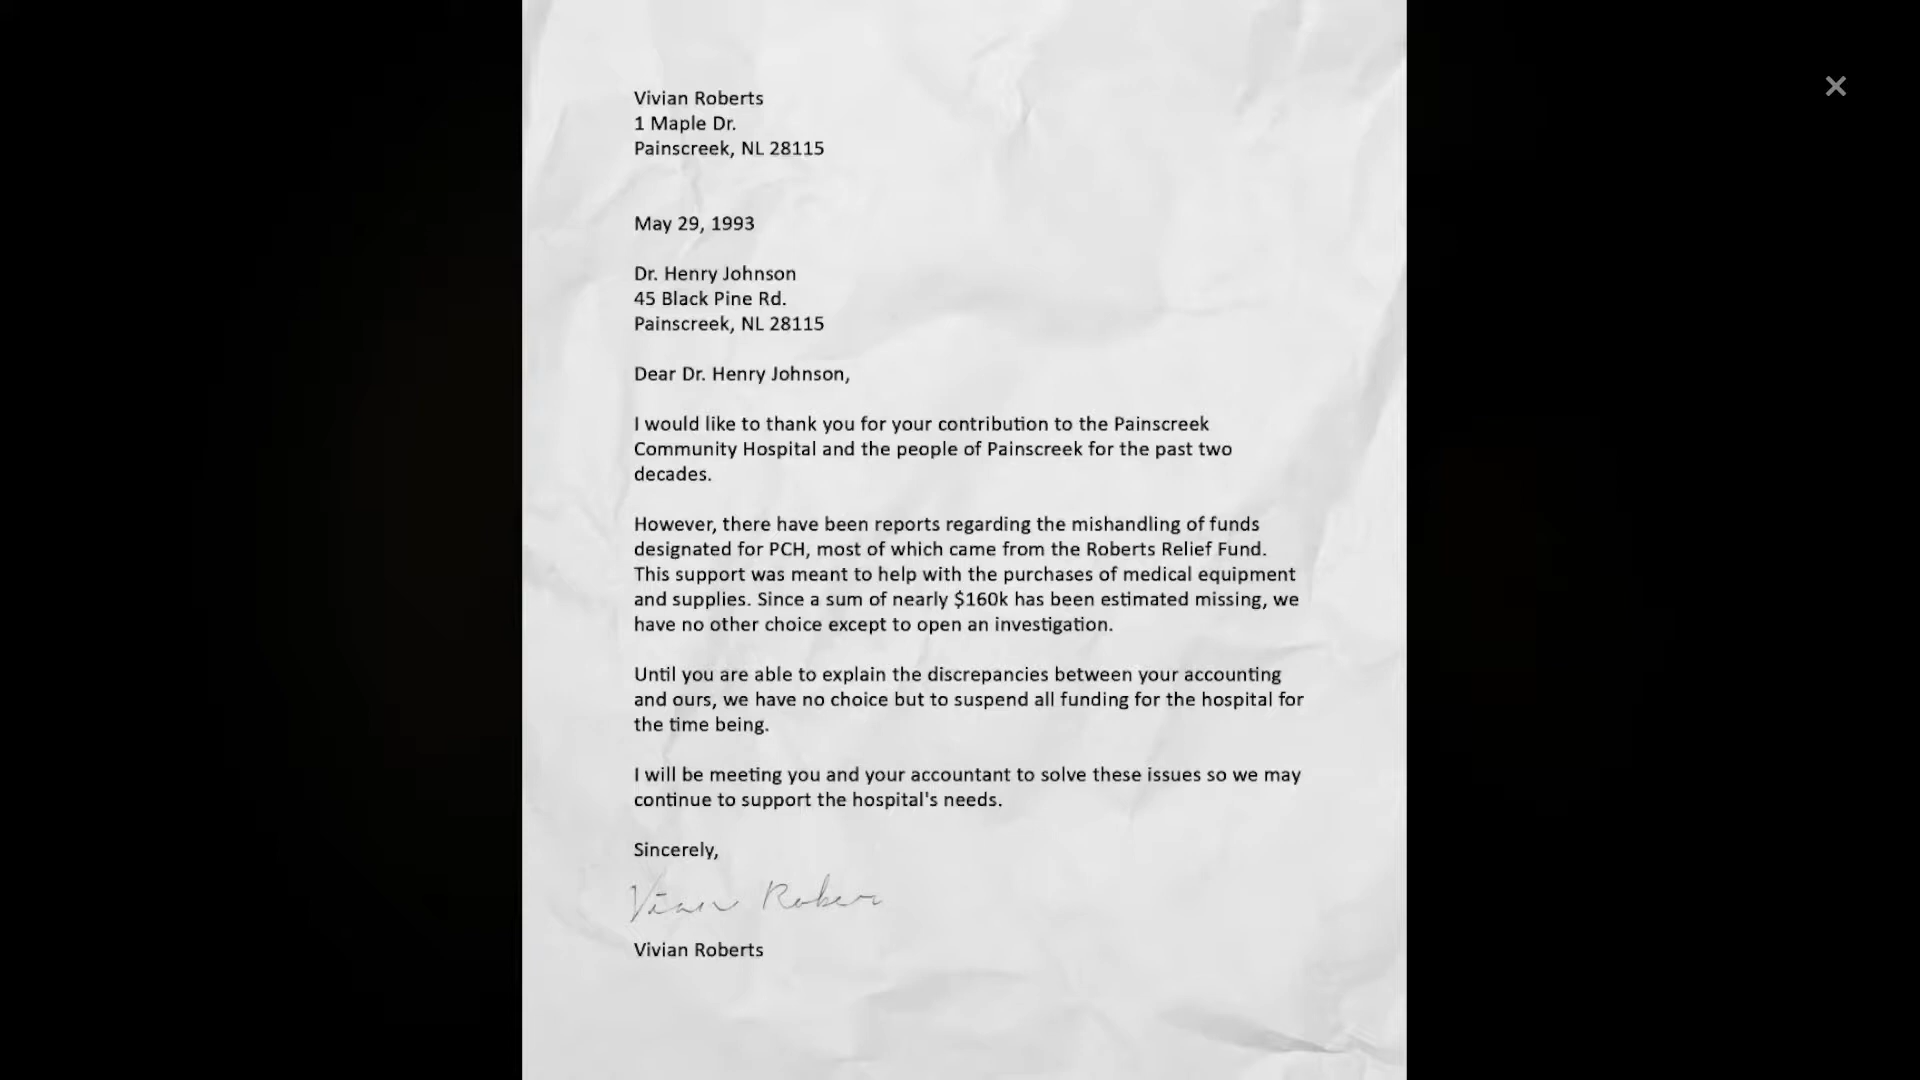 Vivian Roberts
1 Maple Dr.
Painscreek, NL 28115
May 29, 1993
Dr. Henry Johnson
45 Black Pine Rd.
Painscreek, NL 28115
Dear Dr. Henry Johnson,
I would like to thank you for your contribution to the Painscreek
Community Hospital and the people of Painscreek for the past two
decades.
However, there have been reports regarding the mishandling of funds
designated for PCH, most of which came from the Roberts Relief Fund.
This support was meant to help with the purchases of medical equipment
and supplies. Since a sum of nearly $160k has been estimated missing, we
have no other choice except to open an investigation.
Until you are able to explain the discrepancies between your accounting
and ours, we have no choice but to suspend all funding for the hospital for
the time being.
I will be meeting you and your accountant to solve these issues so we may
continue to support the hospital's needs.
Sincerely,
Vivian Roberts
Vivian Roberts